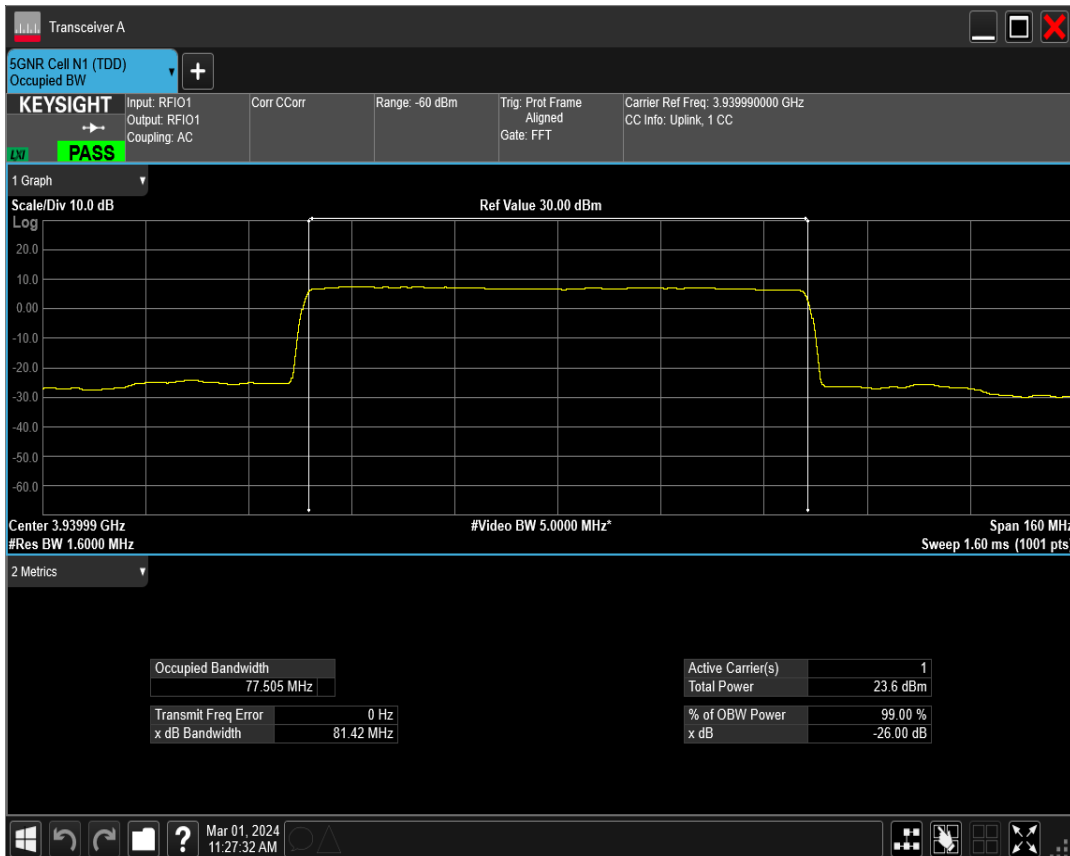 Transceiver A
5GNR Cell N1 (TDD)
Occupied BW
+
KEYSIGHT
LXI
PASS
Input: RFIO1
Output: RFIO1
Coupling: AC
Corr CCorr
Range: -60 dBm
Trig: Prot Frame
Aligned
Gate: FFT
Carrier Ref Freq: 3.939990000 GHz
CC Info: Uplink, 1 CC
1 Graph
Scale/Div 10.0 dB
Ref Value 30.00 dBm
Log
20.0
10.0
0.00
-10.0
-20.0
-30.0
-40.0
-50.0
-60.0
Center 3.93999 GHz
#Video BW 5.0000 MHz*
Span 160 MHz
#Res BW 1.6000 MHz
Sweep 1.60 ms (1001 pts)
2 Metrics
Occupied Bandwidth
77.505 MHz
Transmit Freq Error 0 Hz
x dB Bandwidth 81.42 MHz
Active Carrier(s) 1
Total Power 23.6 dBm
% of OBW Power 99.00 %
x dB -26.00 dB
?
Mar 01, 2024
11:27:32 AM